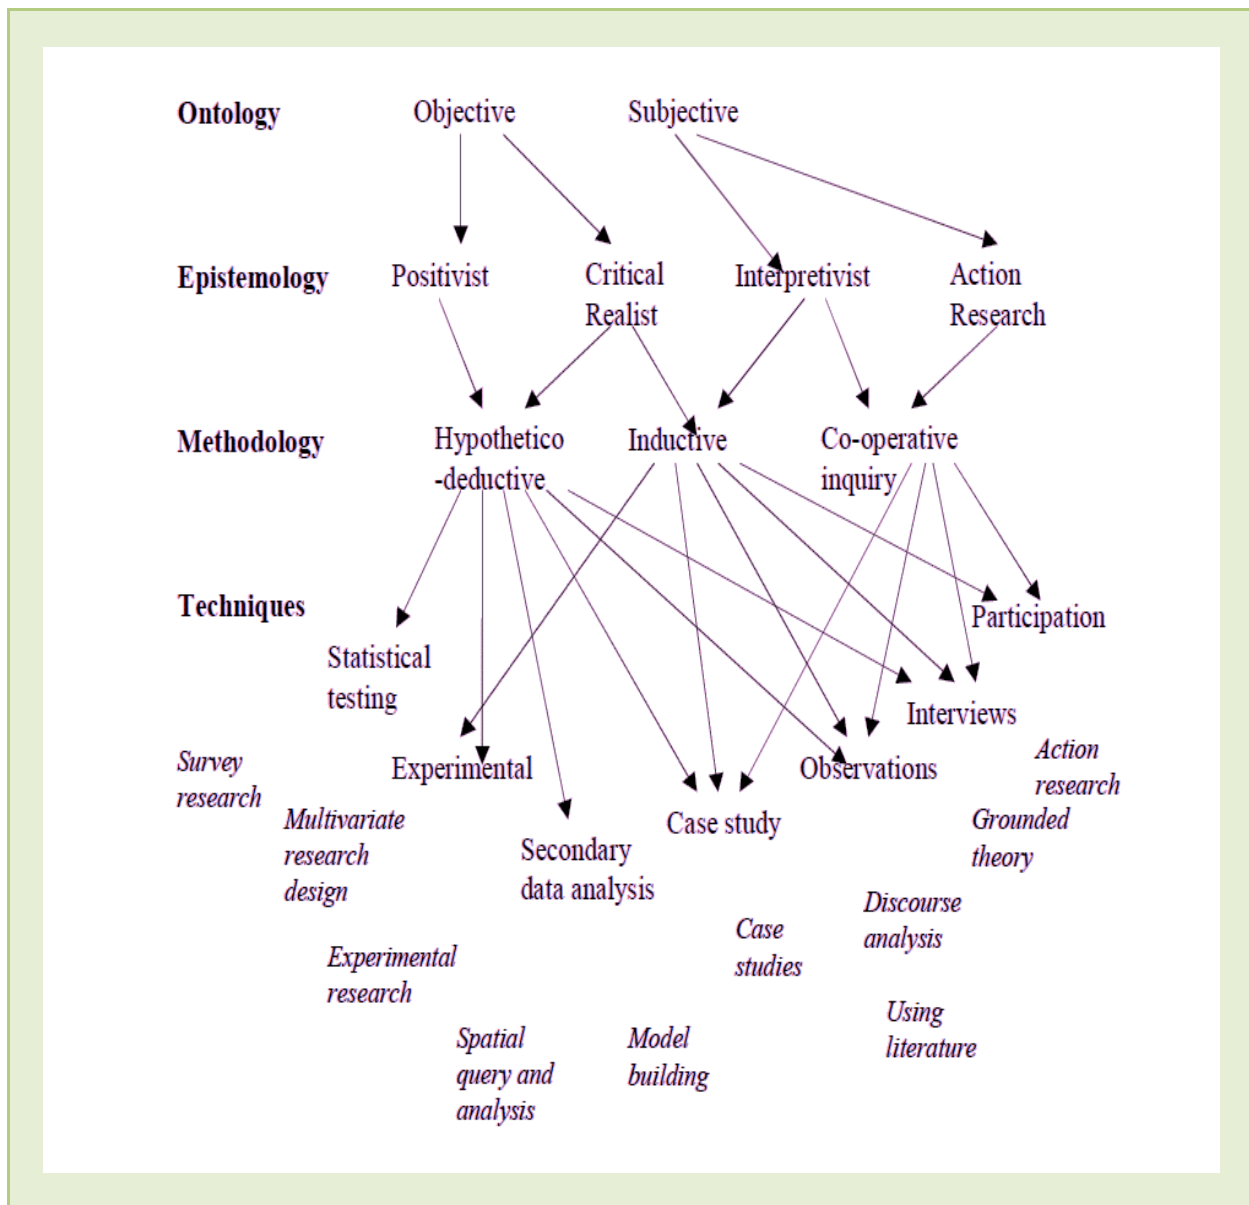 Ontology
Objective
Subjective
Epistemology
Positivist
Critical
Realist
Interpretivist
Action
Research
Methodology
Hypothetico
-deductive
Inductive
Co-operative
inquiry
Techniques
Statistical
testing
Experimental
Secondary
data analysis
Case study
Observations
Interviews
Participation
Survey
research
Multivariate
research
design
Experimental
research
Spatial
query and
analysis
Model
building
Case
studies
Discourse
analysis
Using
literature
Grounded
theory
Action
research